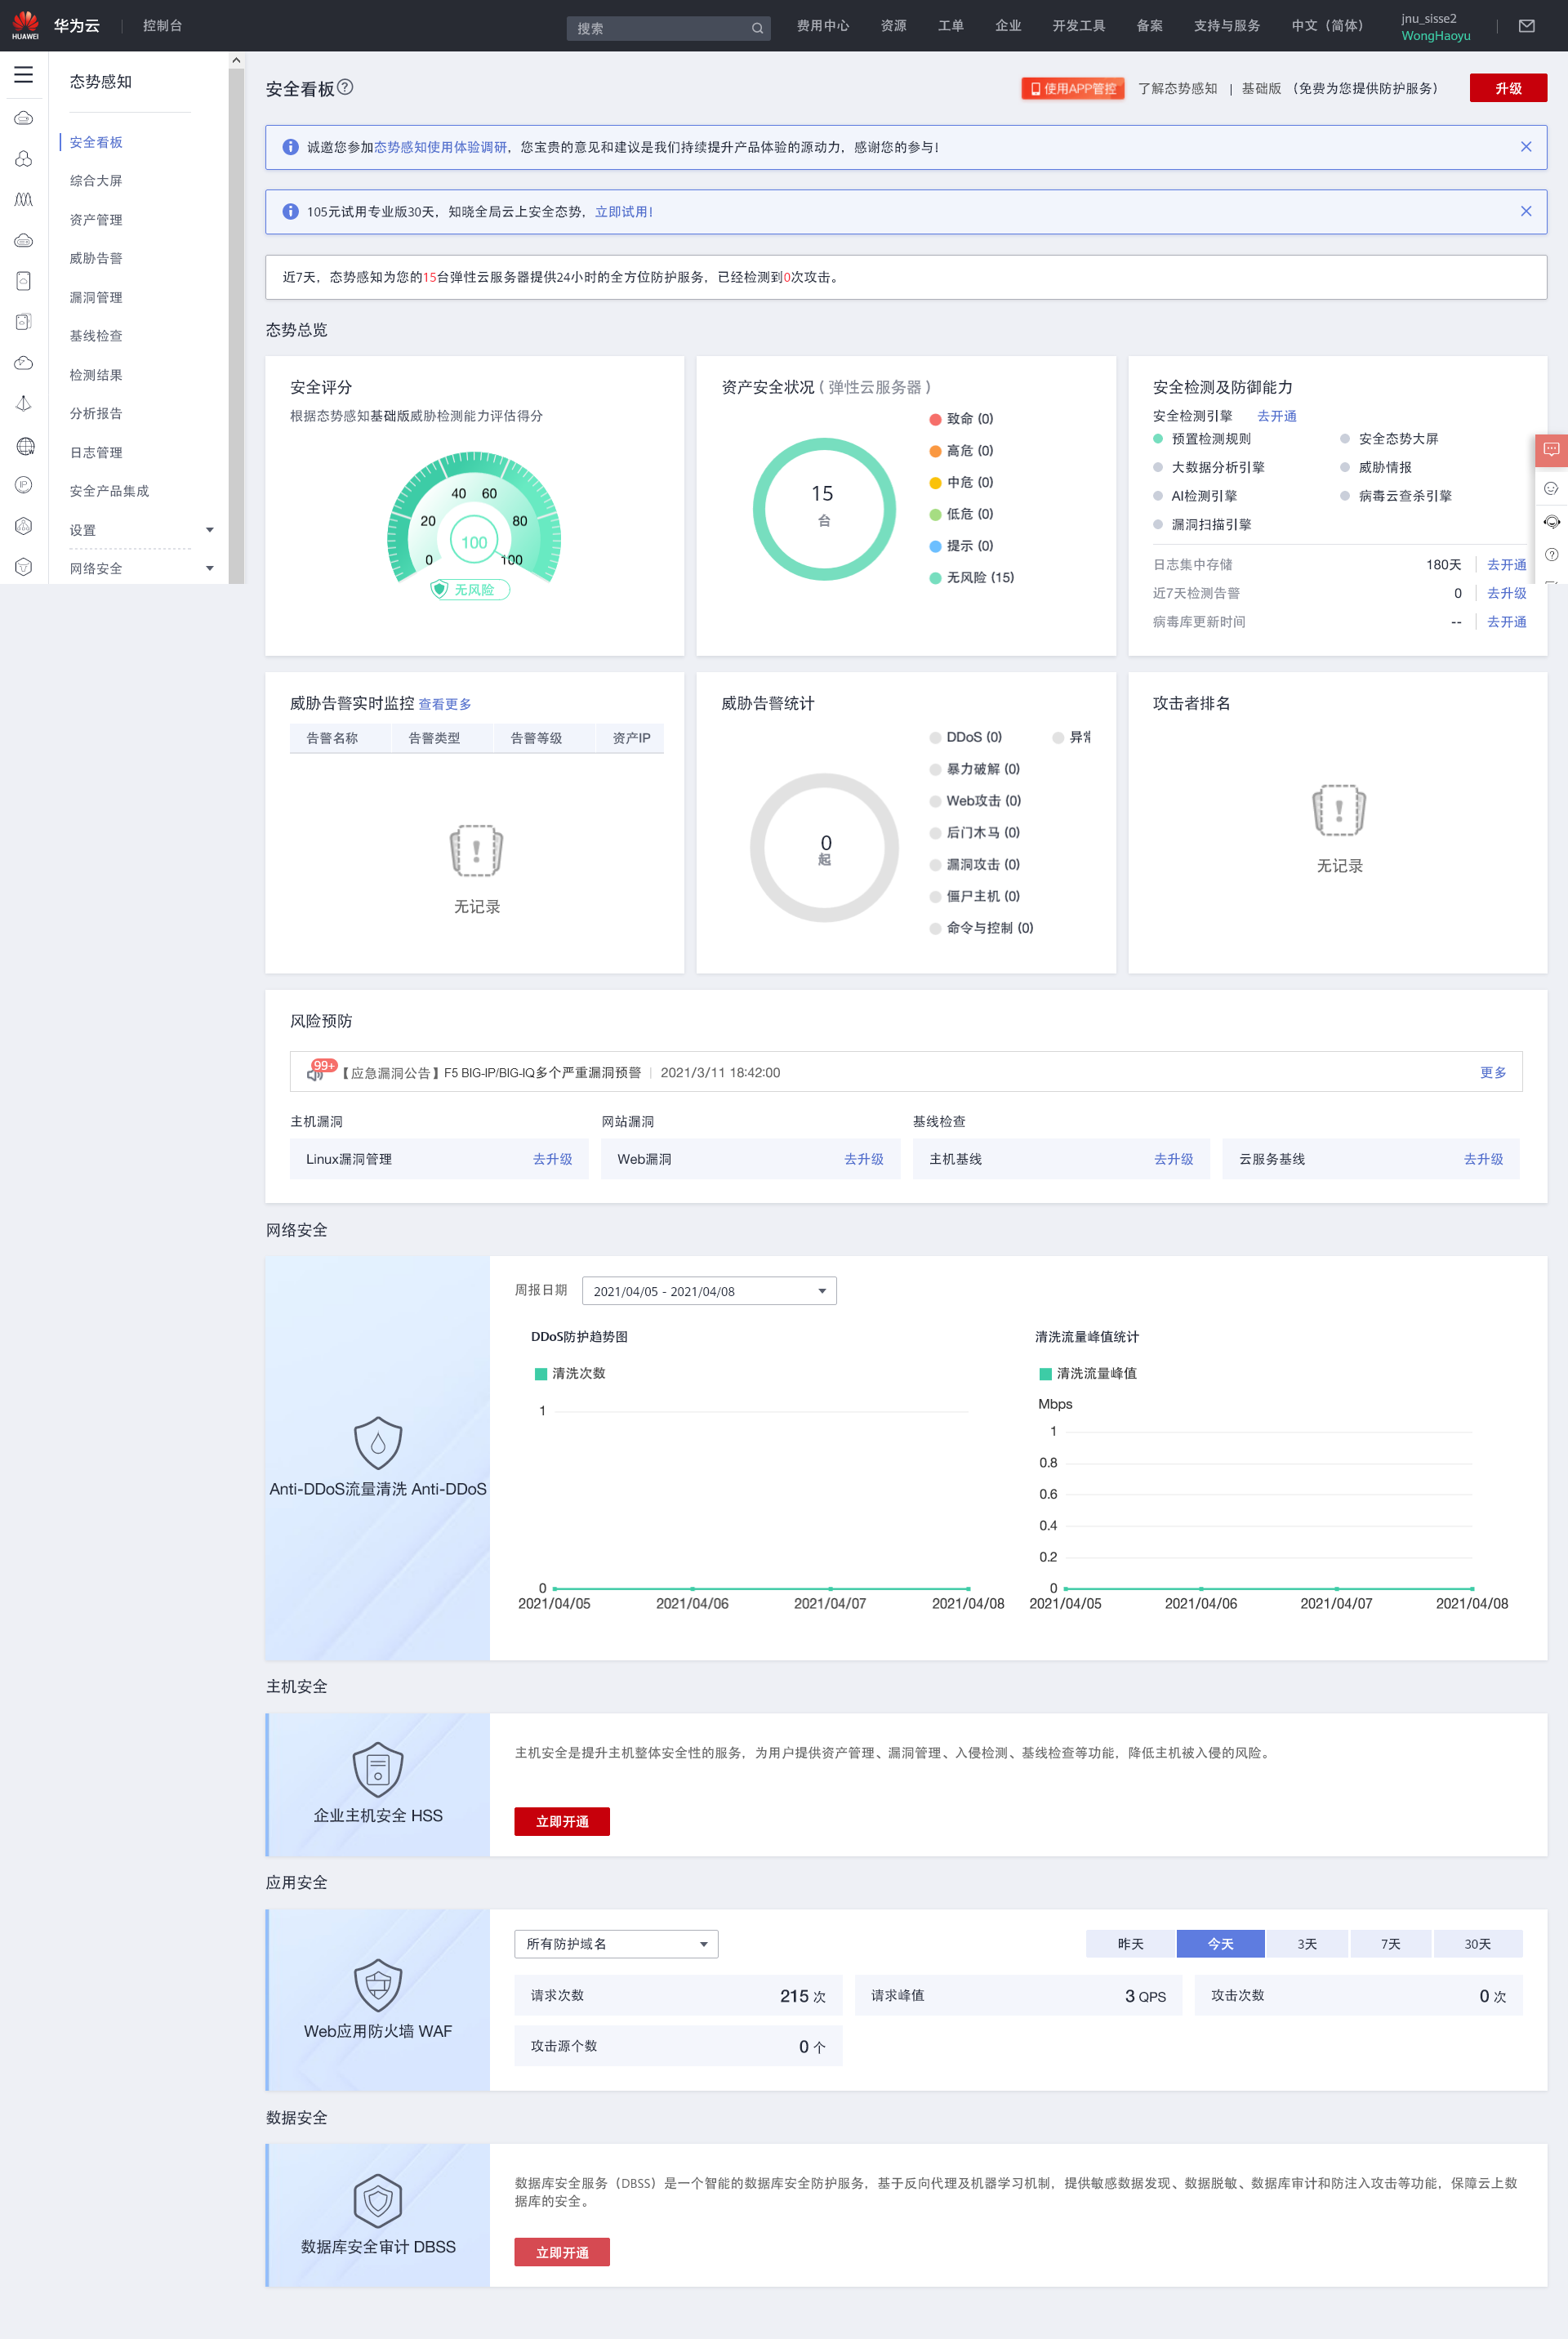 HUAWEI
华为云
控制台
搜索
费用中心
资源
工单
企业
开发工具
备案
支持与服务
中文（简体）
jnu_sisse2
WongHaoyu
态势感知
安全看板
综合大屏
资产管理
威胁告警
漏洞管理
基线检查
检测结果
分析报告
日志管理
安全产品集成
设置
网络安全
安全看板
使用APP管控
了解态势感知 | 基础版 （免费为您提供防护服务）
升级
诚邀您参加态势感知使用体验调研，您宝贵的意见和建议是我们持续提升产品体验的源动力，感谢您的参与!
105元试用专业版30天，知晓全局云上安全态势，立即试用!
近7天，态势感知为您的15台弹性云服务器提供24小时的全方位防护服务，已经检测到0次攻击。
态势总览
安全评分
根据态势感知基础版威胁检测能力评估得分
0
20
40
60
80
100
100
无风险
资产安全状况 ( 弹性云服务器 )
15
台
致命 (0)
高危 (0)
中危 (0)
低危 (0)
提示 (0)
无风险 (15)
安全检测及防御能力
安全检测引擎 去开通
预置检测规则 安全态势大屏
大数据分析引擎 威胁情报
AI检测引擎 病毒云查杀引擎
漏洞扫描引擎
日志集中存储 180天 去开通
近7天检测告警 0 去升级
病毒库更新时间 -- 去开通
威胁告警实时监控 查看更多
告警名称 告警类型 告警等级 资产IP
无记录
威胁告警统计
0
起
DDoS (0) 异常
暴力破解 (0)
Web攻击 (0)
后门木马 (0)
漏洞攻击 (0)
僵尸主机 (0)
命令与控制 (0)
攻击者排名
无记录
风险预防
99+
【应急漏洞公告】F5 BIG-IP/BIG-IQ多个严重漏洞预警 | 2021/3/11 18:42:00
更多
主机漏洞 网站漏洞 基线检查
Linux漏洞管理 去升级
Web漏洞 去升级
主机基线 去升级
云服务基线 去升级
网络安全
Anti-DDoS流量清洗 Anti-DDoS
周报日期 2021/04/05 - 2021/04/08
DDoS防护趋势图
清洗次数
1
0
2021/04/05 2021/04/06 2021/04/07 2021/04/08
清洗流量峰值统计
清洗流量峰值
Mbps
1
0.8
0.6
0.4
0.2
0
2021/04/05 2021/04/06 2021/04/07 2021/04/08
主机安全
企业主机安全 HSS
主机安全是提升主机整体安全性的服务，为用户提供资产管理、漏洞管理、入侵检测、基线检查等功能，降低主机被入侵的风险。
立即开通
应用安全
Web应用防火墙 WAF
所有防护域名
昨天 今天 3天 7天 30天
请求次数 215 次
请求峰值 3 QPS
攻击次数 0 次
攻击源个数 0 个
数据安全
数据库安全审计 DBSS
数据库安全服务（DBSS）是一个智能的数据库安全防护服务，基于反向代理及机器学习机制，提供敏感数据发现、数据脱敏、数据库审计和防注入攻击等功能，保障云上数
据库的安全。
立即开通